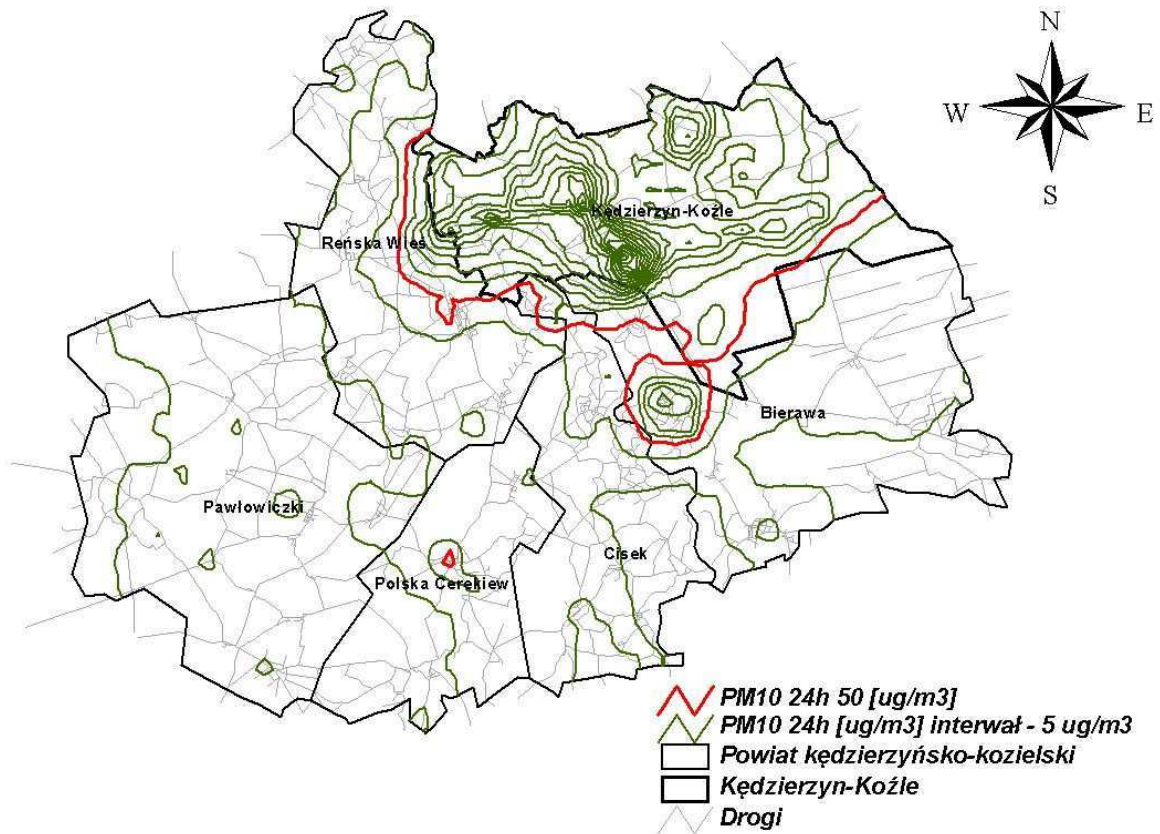 N
W E
S
Kędzierzyn-Koźle
Reńska Wieś
Bierawa
Pawłowiczki
Cisek
Polska Cerekiew
PM10 24h 50 [ug/m3]
PM10 24h [ug/m3] interwał - 5 ug/m3
Powiat kędzierzyńsko-kozielski
Kędzierzyn-Koźle
Drogi